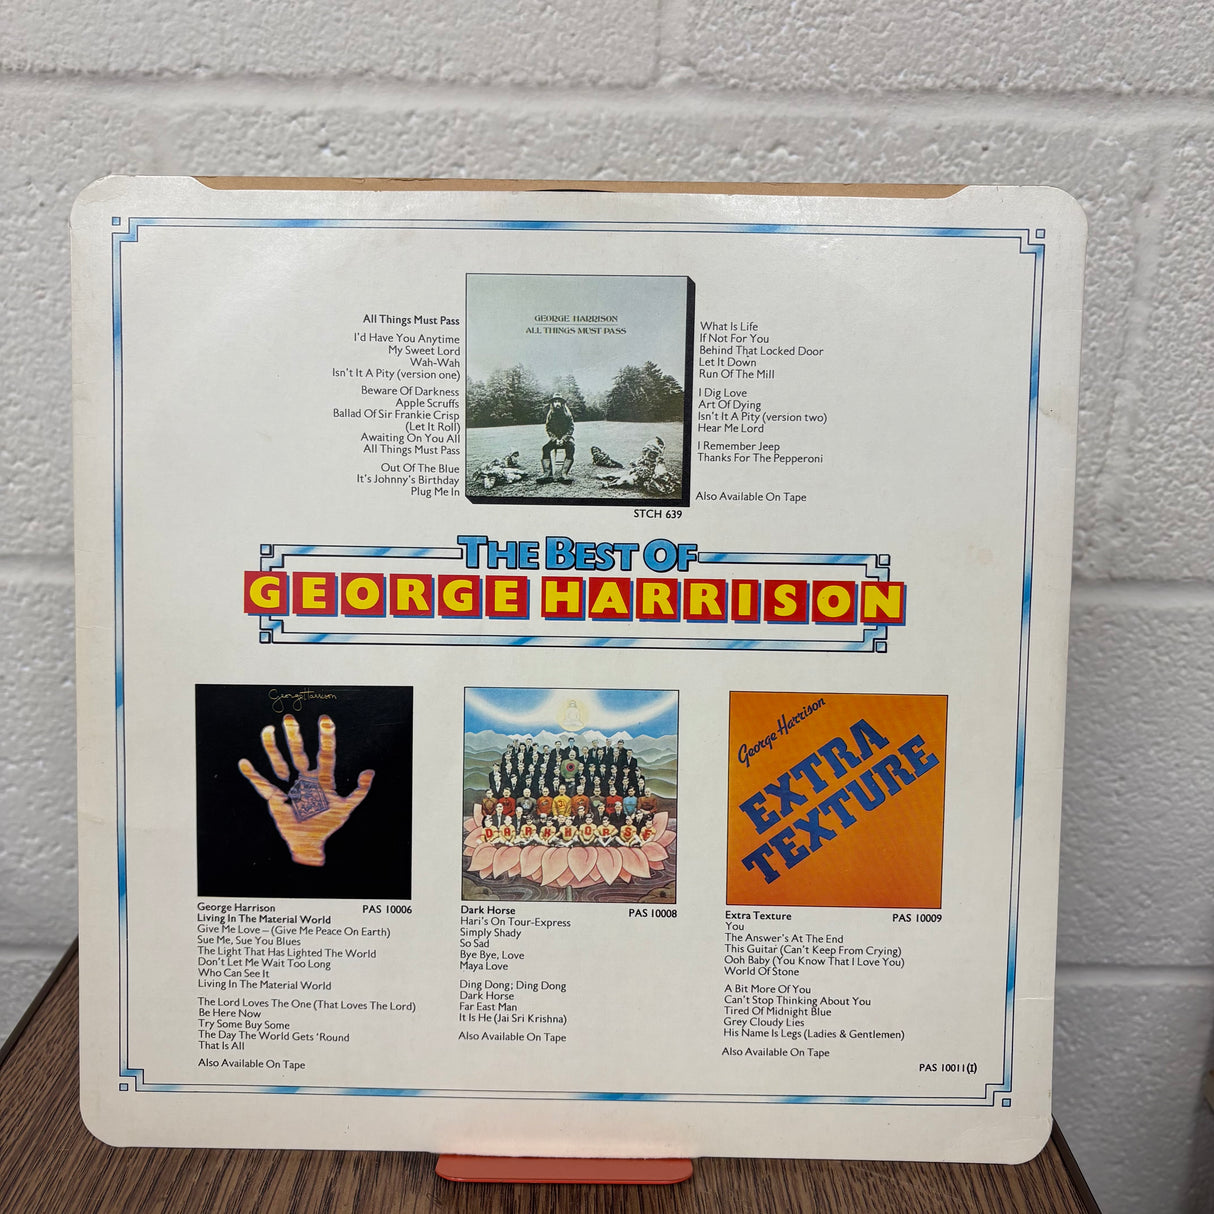 All Things Must Pass
I'd Have You Anytime
My Sweet Lord
Wah-Wah
Isn't It A Pity (version one)
Beware Of Darkness
Apple Scruffs
Ballad Of Sir Frankie Crisp
(Let It Roll)
Awaiting On You All
All Things Must Pass
Out Of The Blue
It's Johnny's Birthday
Plug Me In
GEORGE HARRISON
ALL THINGS MUST PASS
STCH 639
What Is Life
If Not For You
Behind That Locked Door
Let It Down
Run Of The Mill
I Dig Love
Art Of Dying
Isn't It A Pity (version two)
Hear Me Lord
I Remember Jeep
Thanks For The Pepperoni
Also Available On Tape
THE BEST OF
GEORGE HARRISON
George Harrison
George Harrison
PAS 10006
Living In The Material World
Give Me Love – (Give Me Peace On Earth)
Sue Me, Sue You Blues
The Light That Has Lighted The World
Don't Let Me Wait Too Long
Who Can See It
Living In The Material World
The Lord Loves The One (That Loves The Lord)
Be Here Now
Try Some Buy Some
The Day The World Gets 'Round
That Is All
Also Available On Tape
DARK HORSE
Dark Horse
PAS 10008
Hari's On Tour-Express
Simply Shady
So Sad
Bye Bye, Love
Maya Love
Ding Dong; Ding Dong
Dark Horse
Far East Man
It Is He (Jai Sri Krishna)
Also Available On Tape
George Harrison
EXTRA
TEXTURE
Extra Texture
PAS 10009
You
The Answer's At The End
This Guitar (Can't Keep From Crying)
Ooh Baby (You Know That I Love You)
World Of Stone
A Bit More Of You
Can't Stop Thinking About You
Tired Of Midnight Blue
Grey Cloudy Lies
His Name Is Legs (Ladies & Gentlemen)
Also Available On Tape
PAS 10011(I)